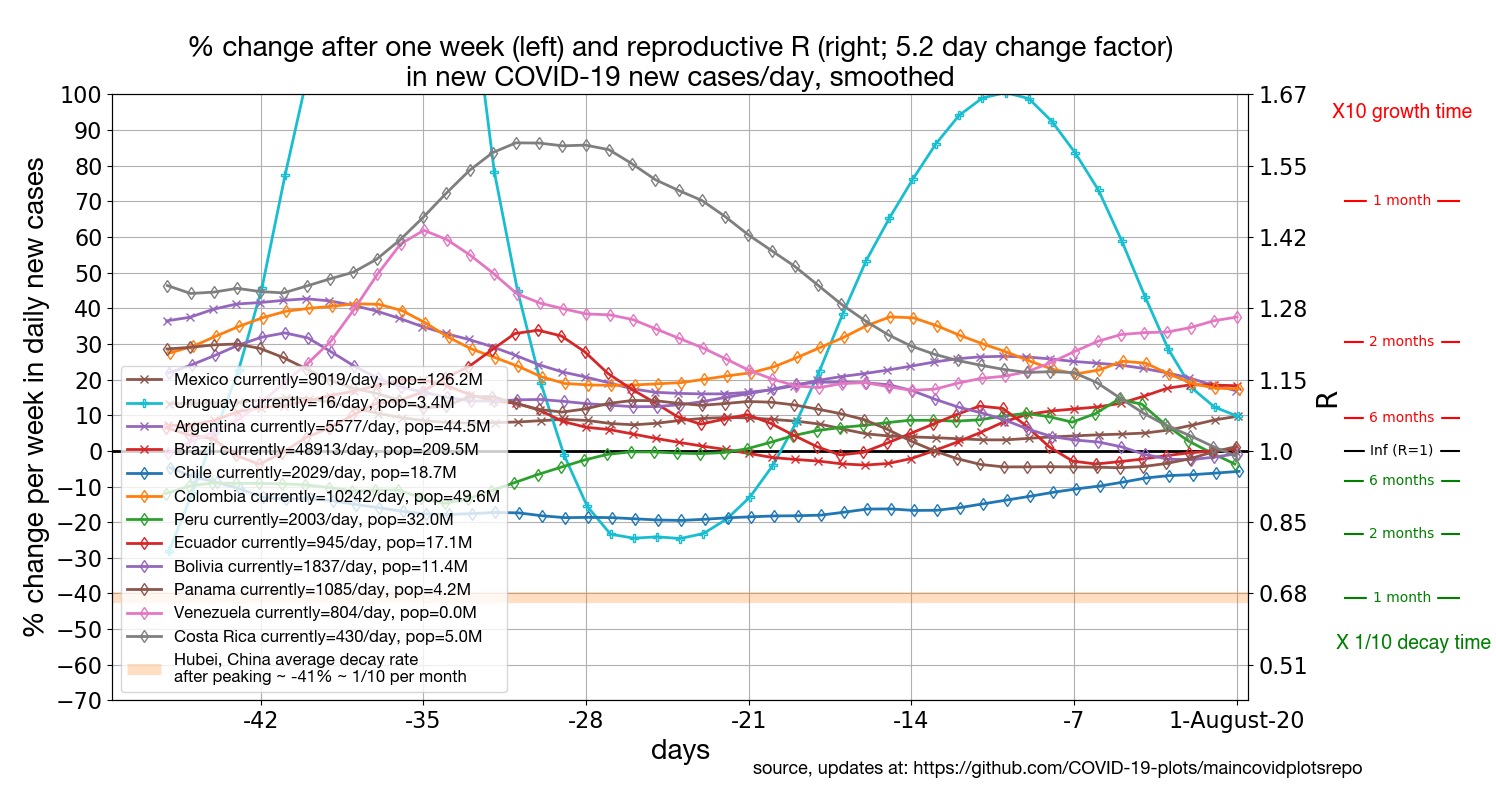 % change after one week (left) and reproductive R (right; 5.2 day change factor)
in new COVID-19 new cases/day, smoothed
% change per week in daily new cases
100
90
80
70
60
50
40
30
20
10
0
−10
−20
−30
−40
−50
−60
−70
Mexico currently=9019/day, pop=126.2M
Uruguay currently=16/day, pop=3.4M
Argentina currently=5577/day, pop=44.5M
Brazil currently=48913/day, pop=209.5M
Chile currently=2029/day, pop=18.7M
Colombia currently=10242/day, pop=49.6M
Peru currently=2003/day, pop=32.0M
Ecuador currently=945/day, pop=17.1M
Bolivia currently=1837/day, pop=11.4M
Panama currently=1085/day, pop=4.2M
Venezuela currently=804/day, pop=0.0M
Costa Rica currently=430/day, pop=5.0M
Hubei, China average decay rate
after peaking ~ -41% ~ 1/10 per month
-42
-35
-28
-21
-14
-7
1-August-20
days
1.67
1.55
1.42
1.28
1.15
1.0
0.85
0.68
0.51
R
X10 growth time
1 month
2 months
6 months
Inf (R=1)
6 months
2 months
1 month
X 1/10 decay time
source, updates at: https://github.com/COVID-19-plots/maincovidplotsrepo